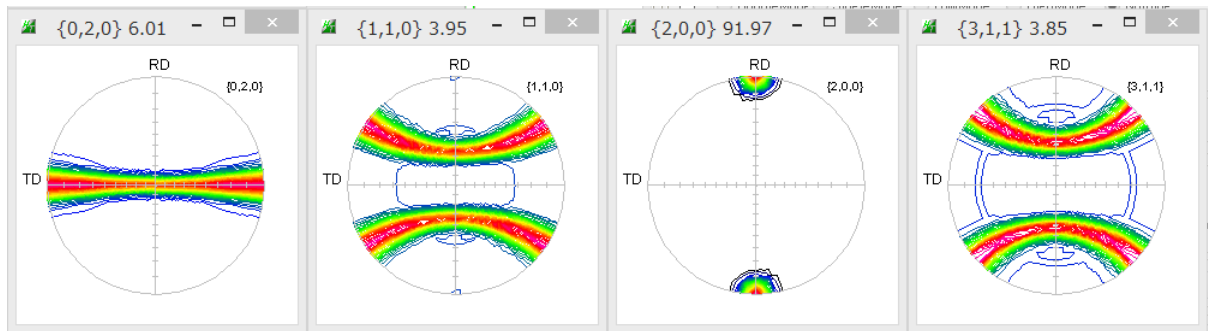 {0,2,0} 6.01
RD
{0,2,0}
TD
{1,1,0} 3.95
RD
{1,1,0}
TD
{2,0,0} 91.97
RD
{2,0,0}
TD
{3,1,1} 3.85
RD
{3,1,1}
TD